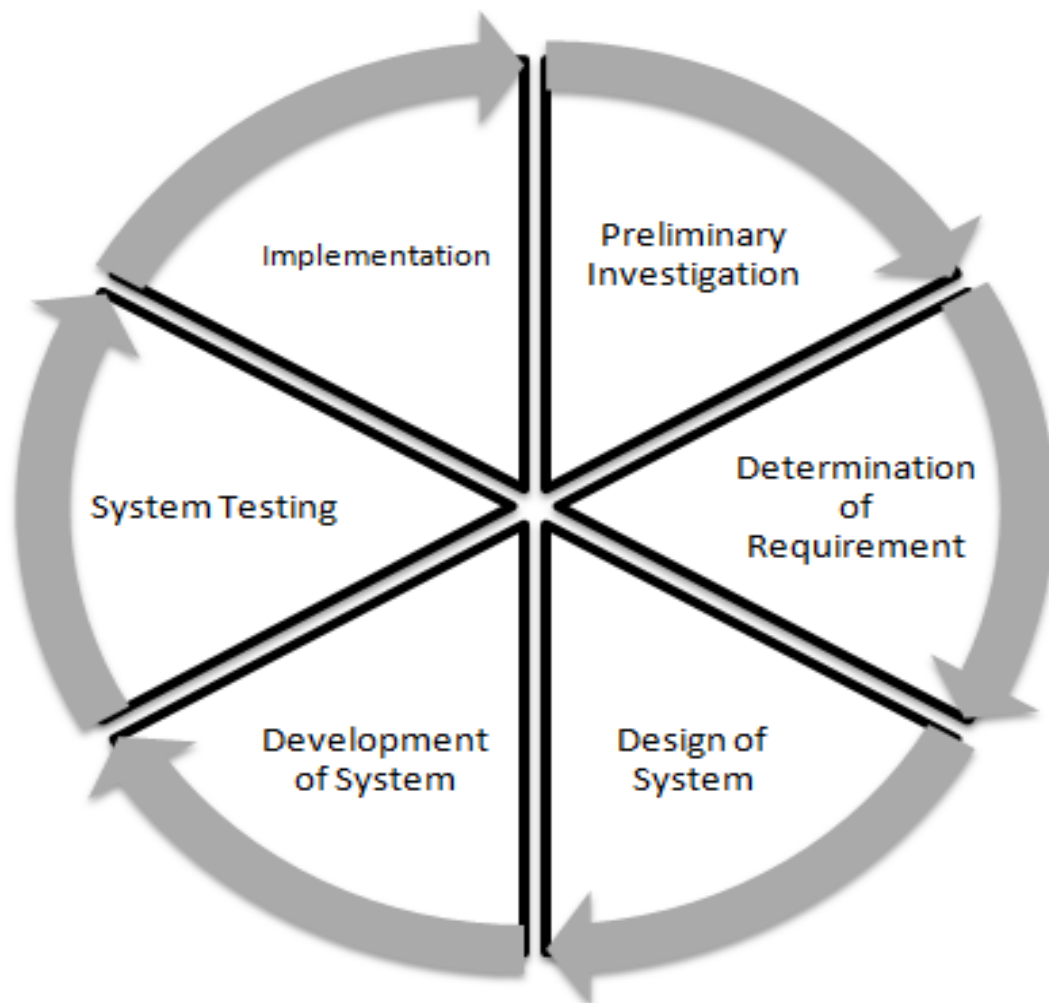 Implementation
Preliminary
Investigation
System Testing
Determination
of
Requirement
Development
of System
Design of
System